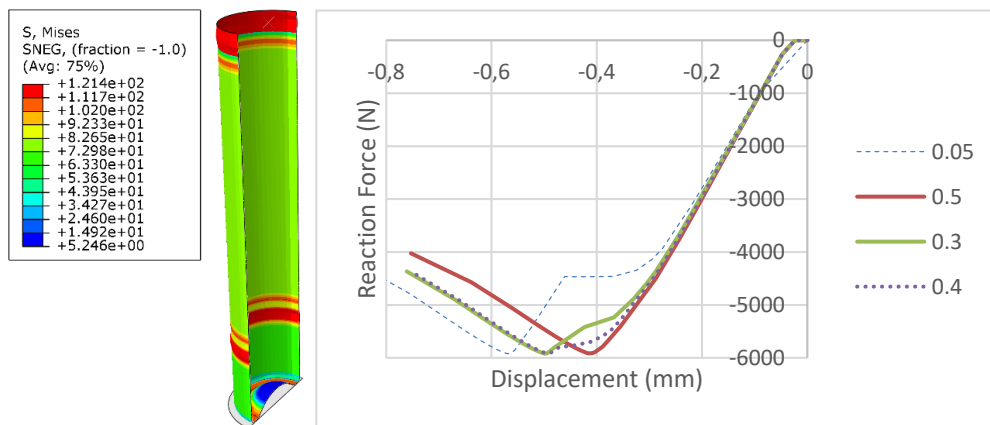 S, Mises
SNEG, (fraction = -1.0)
(Avg: 75%)
+1.214e+02
+1.117e+02
+1.020e+02
+9.233e+01
+8.265e+01
+7.298e+01
+6.330e+01
+5.363e+01
+4.395e+01
+3.427e+01
+2.460e+01
+1.492e+01
+5.246e+00
0
-0,8 -0,6 -0,4 -0,2 0
-1000
-2000
-3000
-4000
-5000
-6000
Reaction Force (N)
Displacement (mm)
0.05
0.5
0.3
0.4